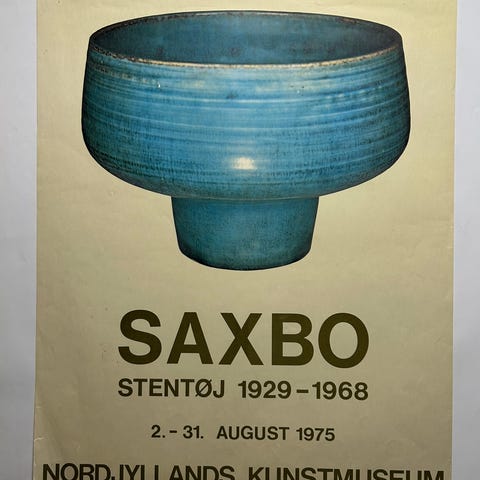 SAXBO
STENTØJ 1929–1968
2.–31. AUGUST 1975
NORDJYLLANDS KUNSTMUSEUM